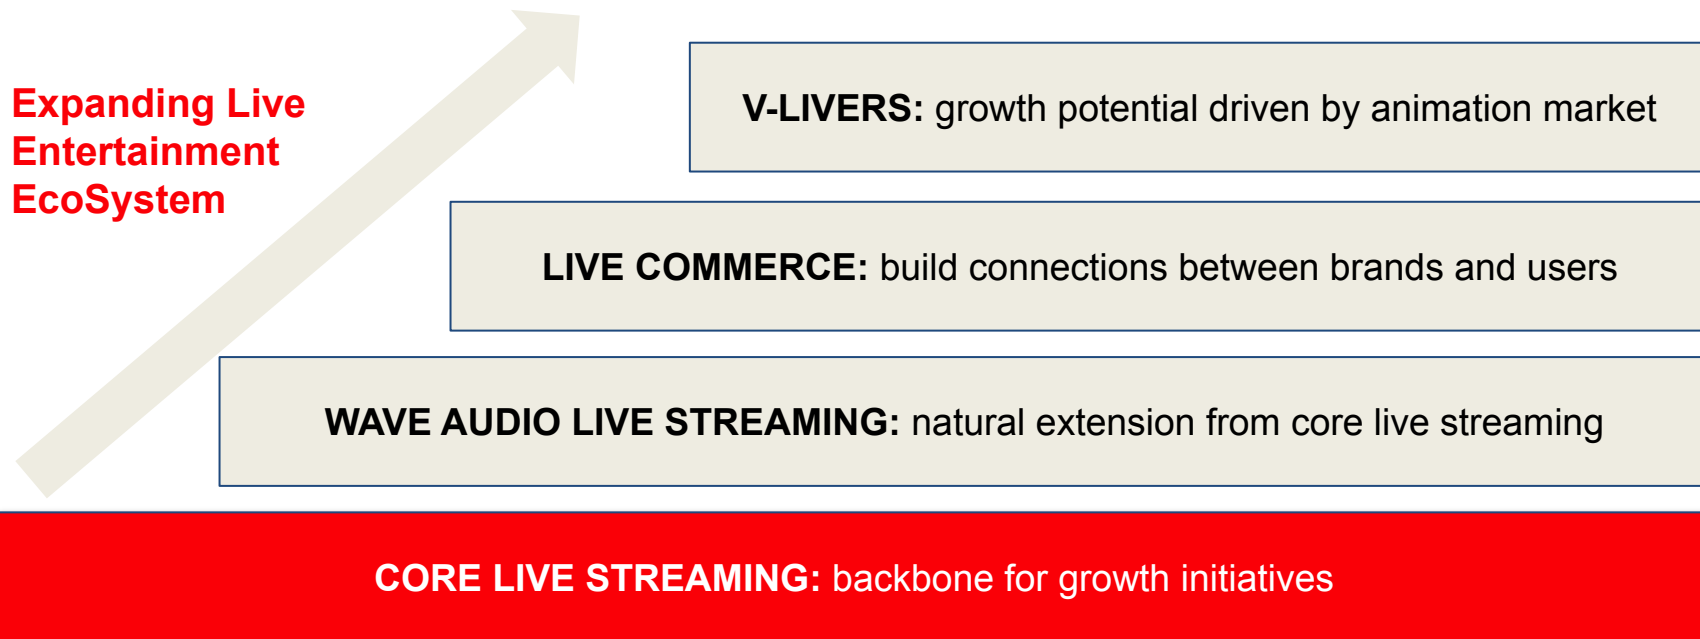 Expanding Live
Entertainment
EcoSystem
V-LIVERS: growth potential driven by animation market
LIVE COMMERCE: build connections between brands and users
WAVE AUDIO LIVE STREAMING: natural extension from core live streaming
CORE LIVE STREAMING: backbone for growth initiatives